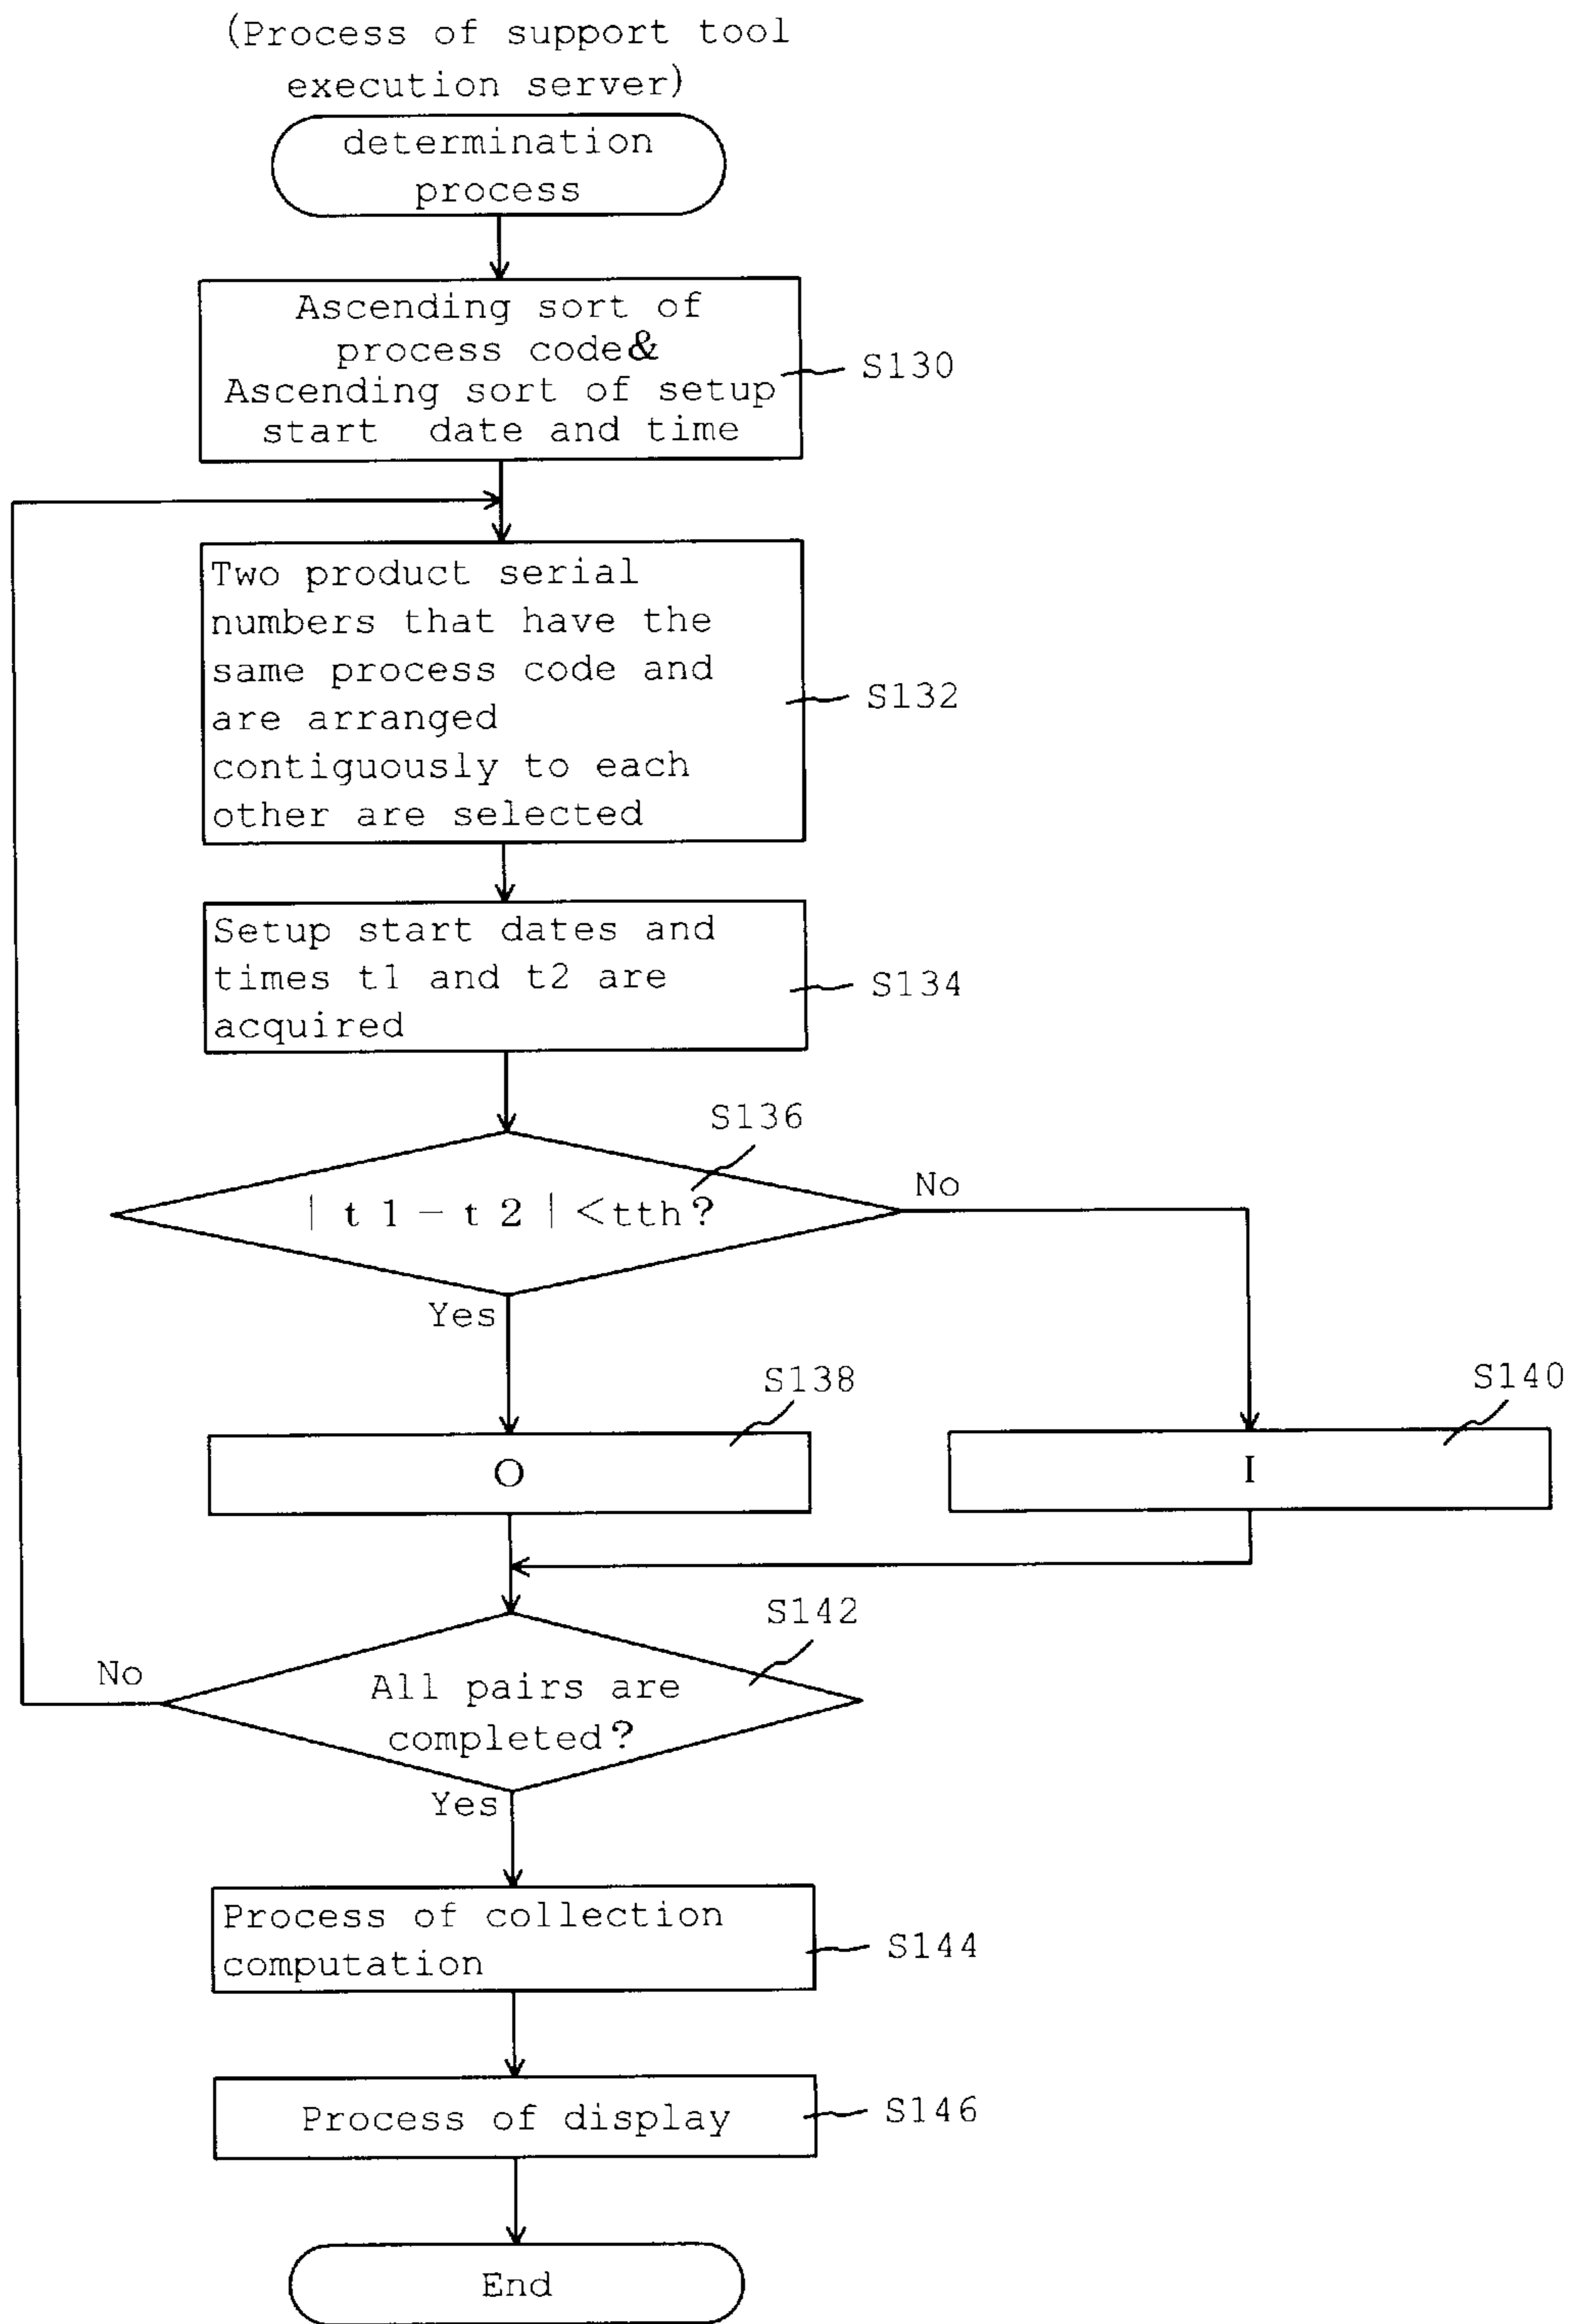 (Process of support tool
execution server)
determination
process
Ascending sort of
process code&
Ascending sort of setup
start date and time
S130
Two product serial
numbers that have the
same process code and
are arranged
contiguously to each
other are selected
S132
Setup start dates and
times t1 and t2 are
acquired
S134
S136
| t 1 − t 2 | <tth?
No
Yes
S138
O
S140
I
S142
All pairs are
completed?
No
Yes
Process of collection
computation
S144
Process of display
S146
End